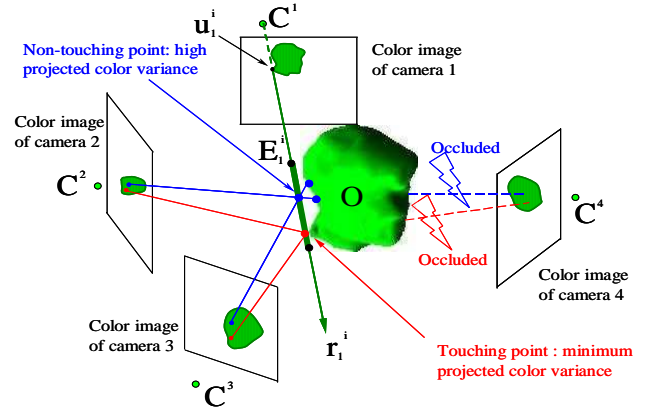 C¹
u₁ⁱ
Non-touching point: high
projected color variance
Color image
of camera 1
Color image
of camera 2
E₁ⁱ
Occluded
C²
O
C⁴
Occluded
Color image
of camera 4
Color image
of camera 3
r₁ⁱ
Touching point : minimum
projected color variance
C³